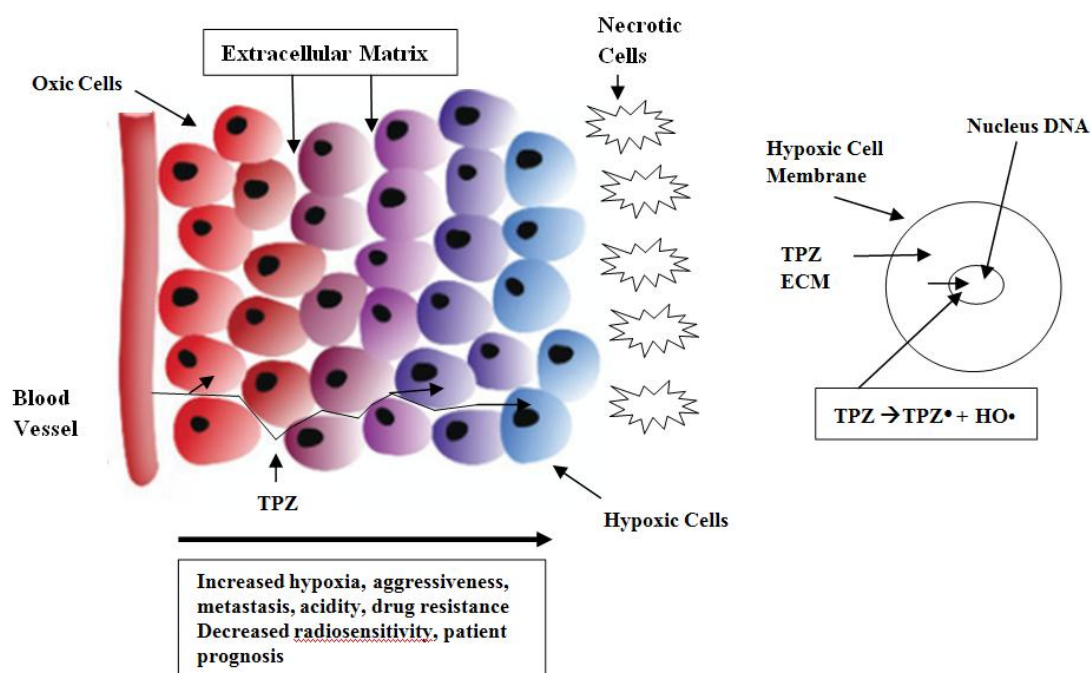 Necrotic
Cells
Extracellular Matrix
Oxic Cells
Nucleus DNA
Hypoxic Cell
Membrane
TPZ
ECM
Blood
Vessel
TPZ → TPZ• + HO•
TPZ
Hypoxic Cells
Increased hypoxia, aggressiveness,
metastasis, acidity, drug resistance
Decreased radiosensitivity, patient
prognosis